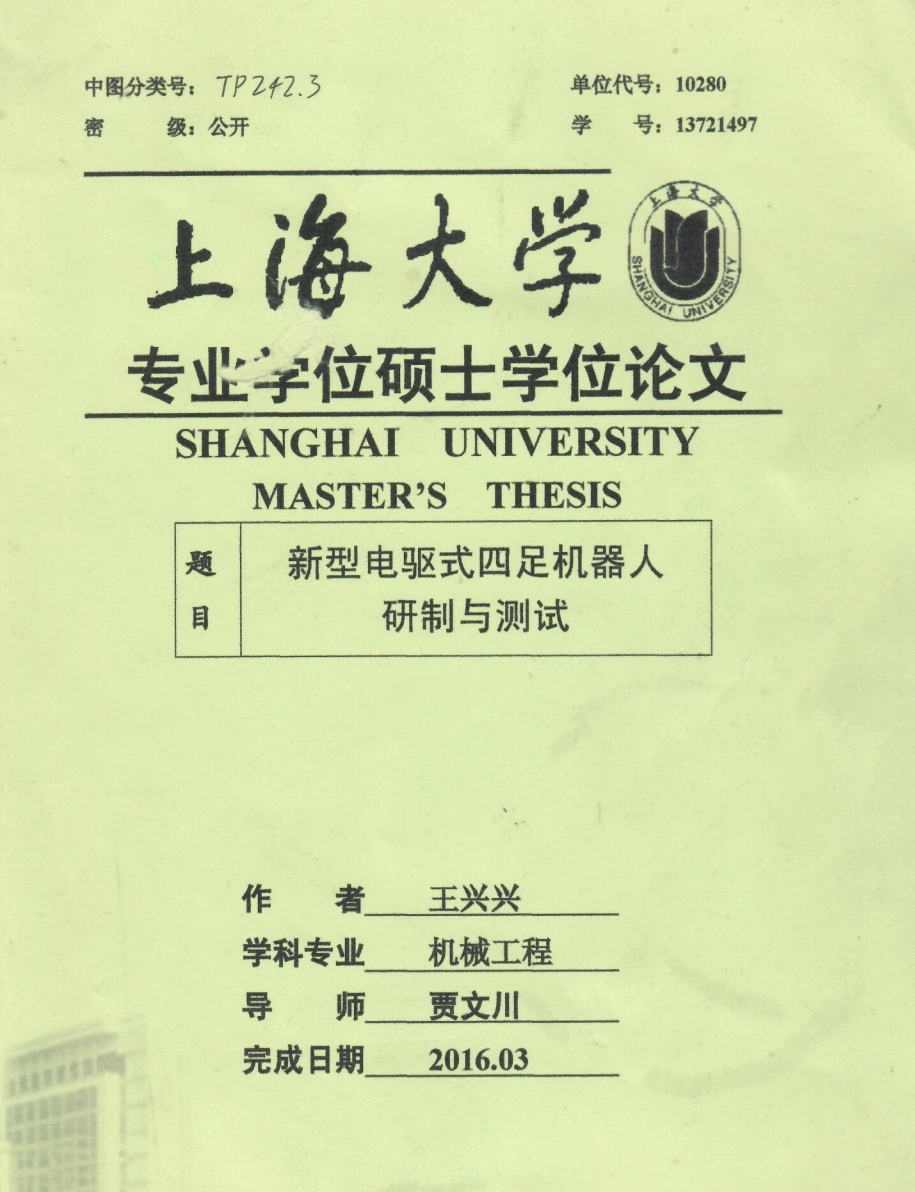 中图分类号：TP242.3 单位代号：10280
密 级：公开 学 号：13721497
上海大学
上海大学
SHANGHAI UNIVERSITY
专业学位硕士学位论文
SHANGHAI UNIVERSITY
MASTER'S THESIS
题目 新型电驱式四足机器人
研制与测试
作 者 王兴兴
学科专业 机械工程
导 师 贾文川
完成日期 2016.03